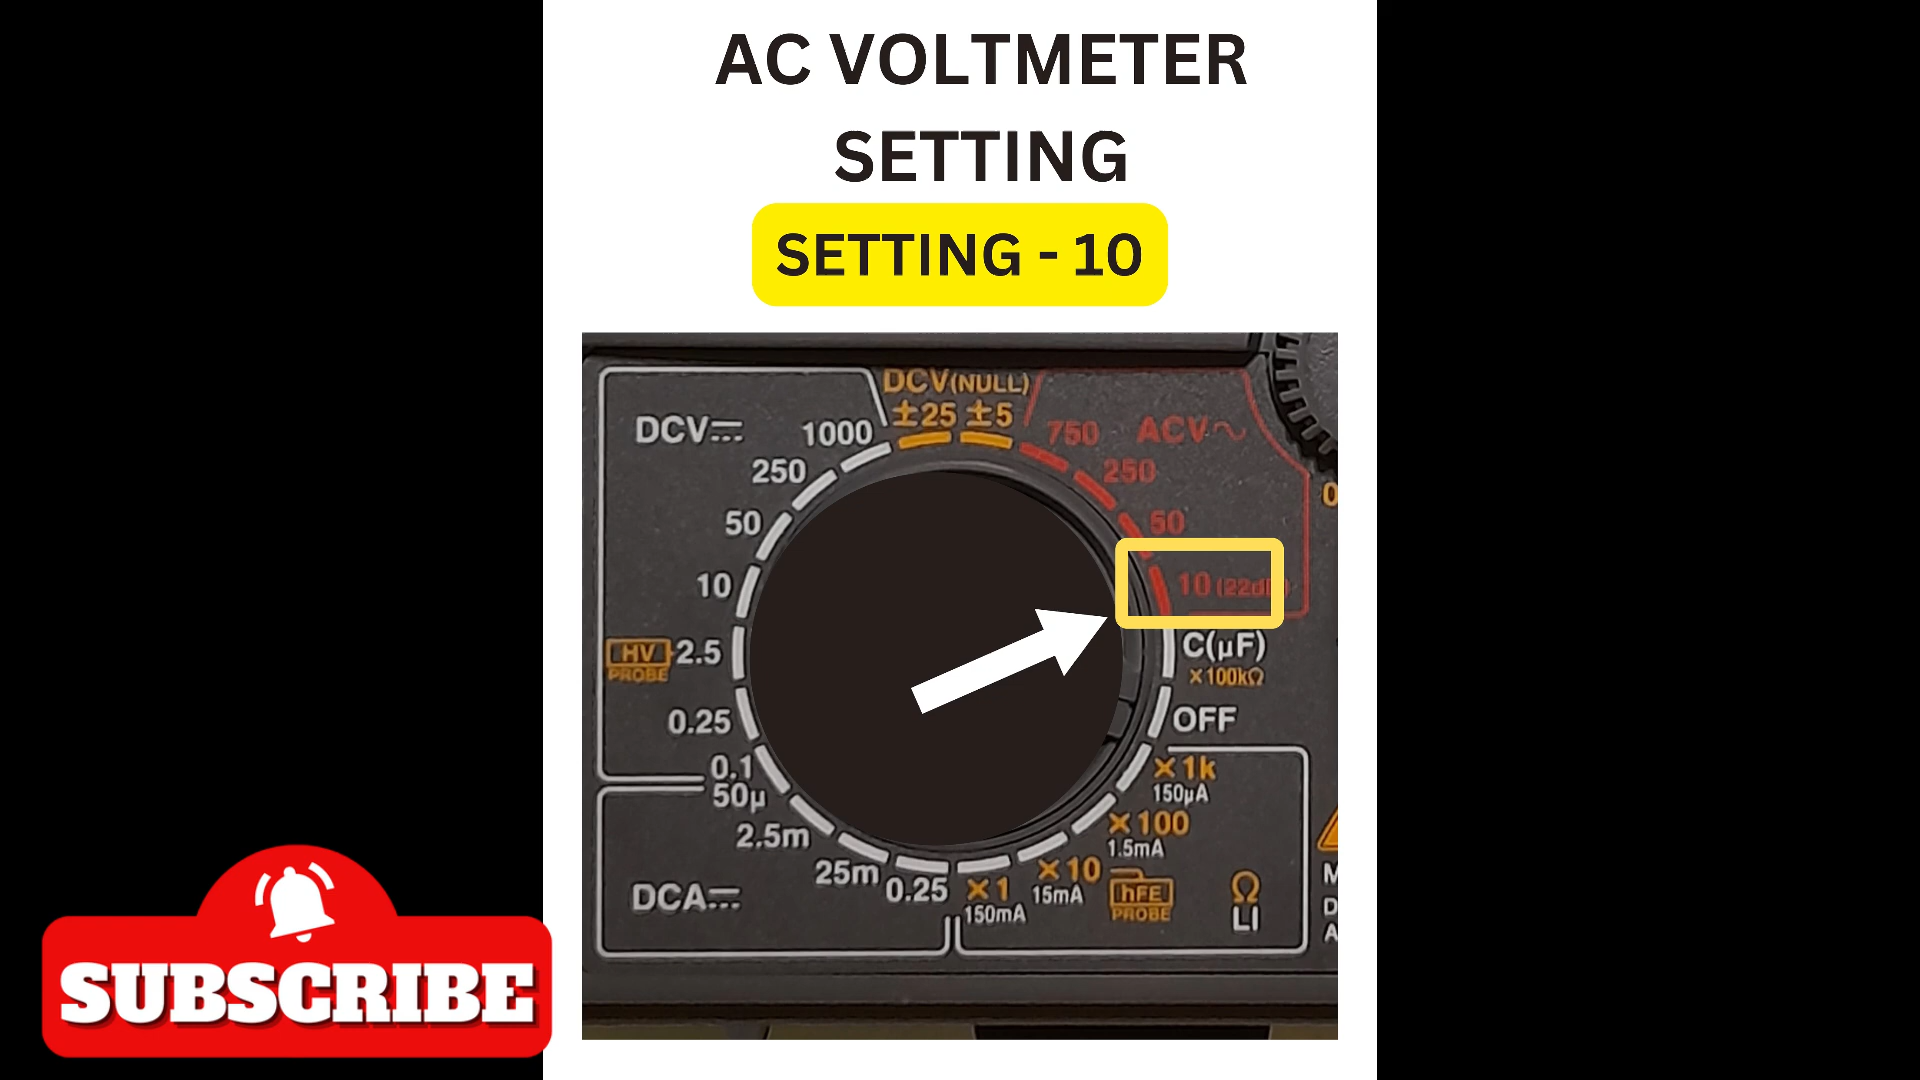 AC VOLTMETER
SETTING
SETTING - 10
DCV(NULL)
±25 ±5
DCV
1000
750
ACV
250
250
50
50
10
10 (22d
HV
PROBE
2.5
C(µF)
×100kΩ
0.25
OFF
0.1
50µ
×1k
150µA
2.5m
×100
1.5mA
25m
0.25
×1
150mA
×10
15mA
hFE
PROBE
Ω
LI
DCA
0
M
D
A
SUBSCRIBE